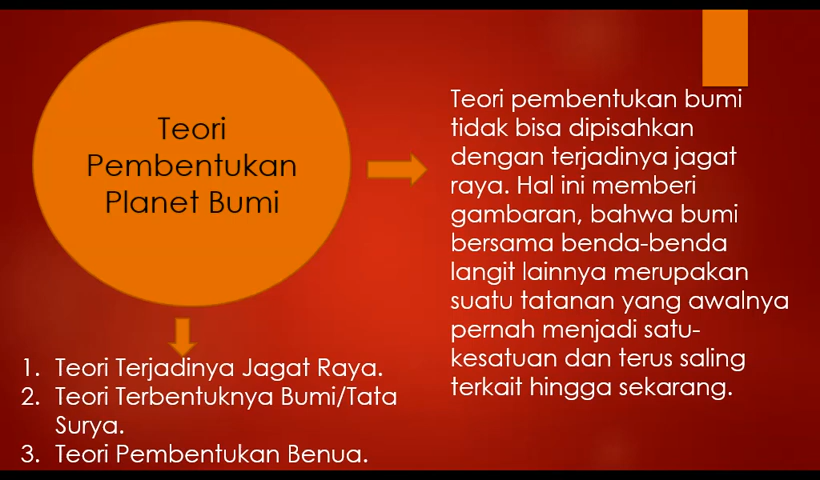 Teori
Pembentukan
Planet Bumi
Teori pembentukan bumi
tidak bisa dipisahkan
dengan terjadinya jagat
raya. Hal ini memberi
gambaran, bahwa bumi
bersama benda-benda
langit lainnya merupakan
suatu tatanan yang awalnya
pernah menjadi satu-
kesatuan dan terus saling
terkait hingga sekarang.
1. Teori Terjadinya Jagat Raya.
2. Teori Terbentuknya Bumi/Tata
Surya.
3. Teori Pembentukan Benua.